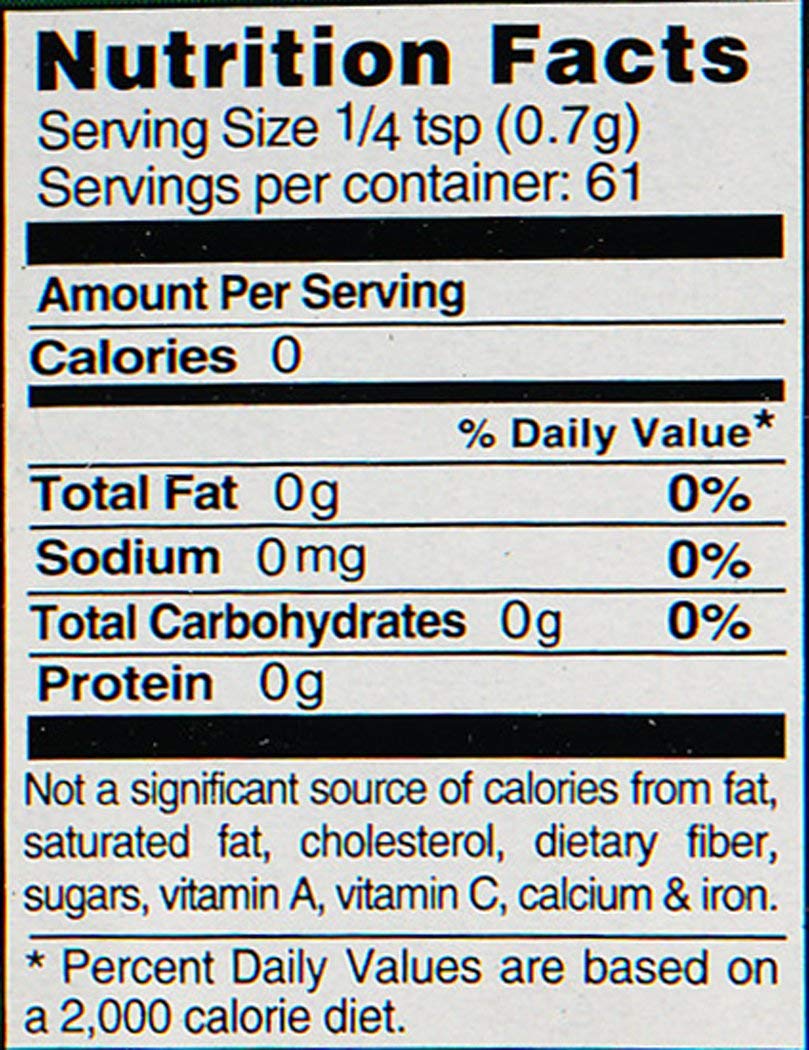 Nutrition Facts
Serving Size 1/4 tsp (0.7g)
Servings per container: 61
Amount Per Serving
Calories 0
% Daily Value*
Total Fat 0g 0%
Sodium 0mg 0%
Total Carbohydrates 0g 0%
Protein 0g
Not a significant source of calories from fat,
saturated fat, cholesterol, dietary fiber,
sugars, vitamin A, vitamin C, calcium & iron.
* Percent Daily Values are based on
a 2,000 calorie diet.